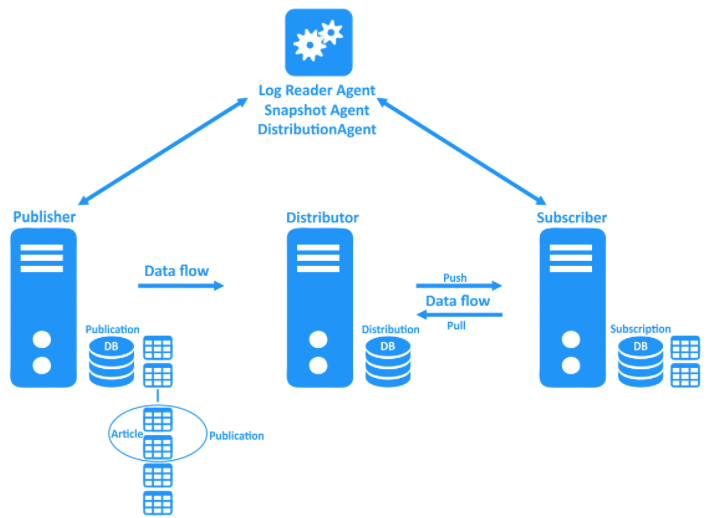 Log Reader Agent
Snapshot Agent
DistributionAgent
Publisher
Distributor
Subscriber
Data flow
Push
Data flow
Pull
Publication
DB
Distribution
DB
Subscription
DB
Article
Publication